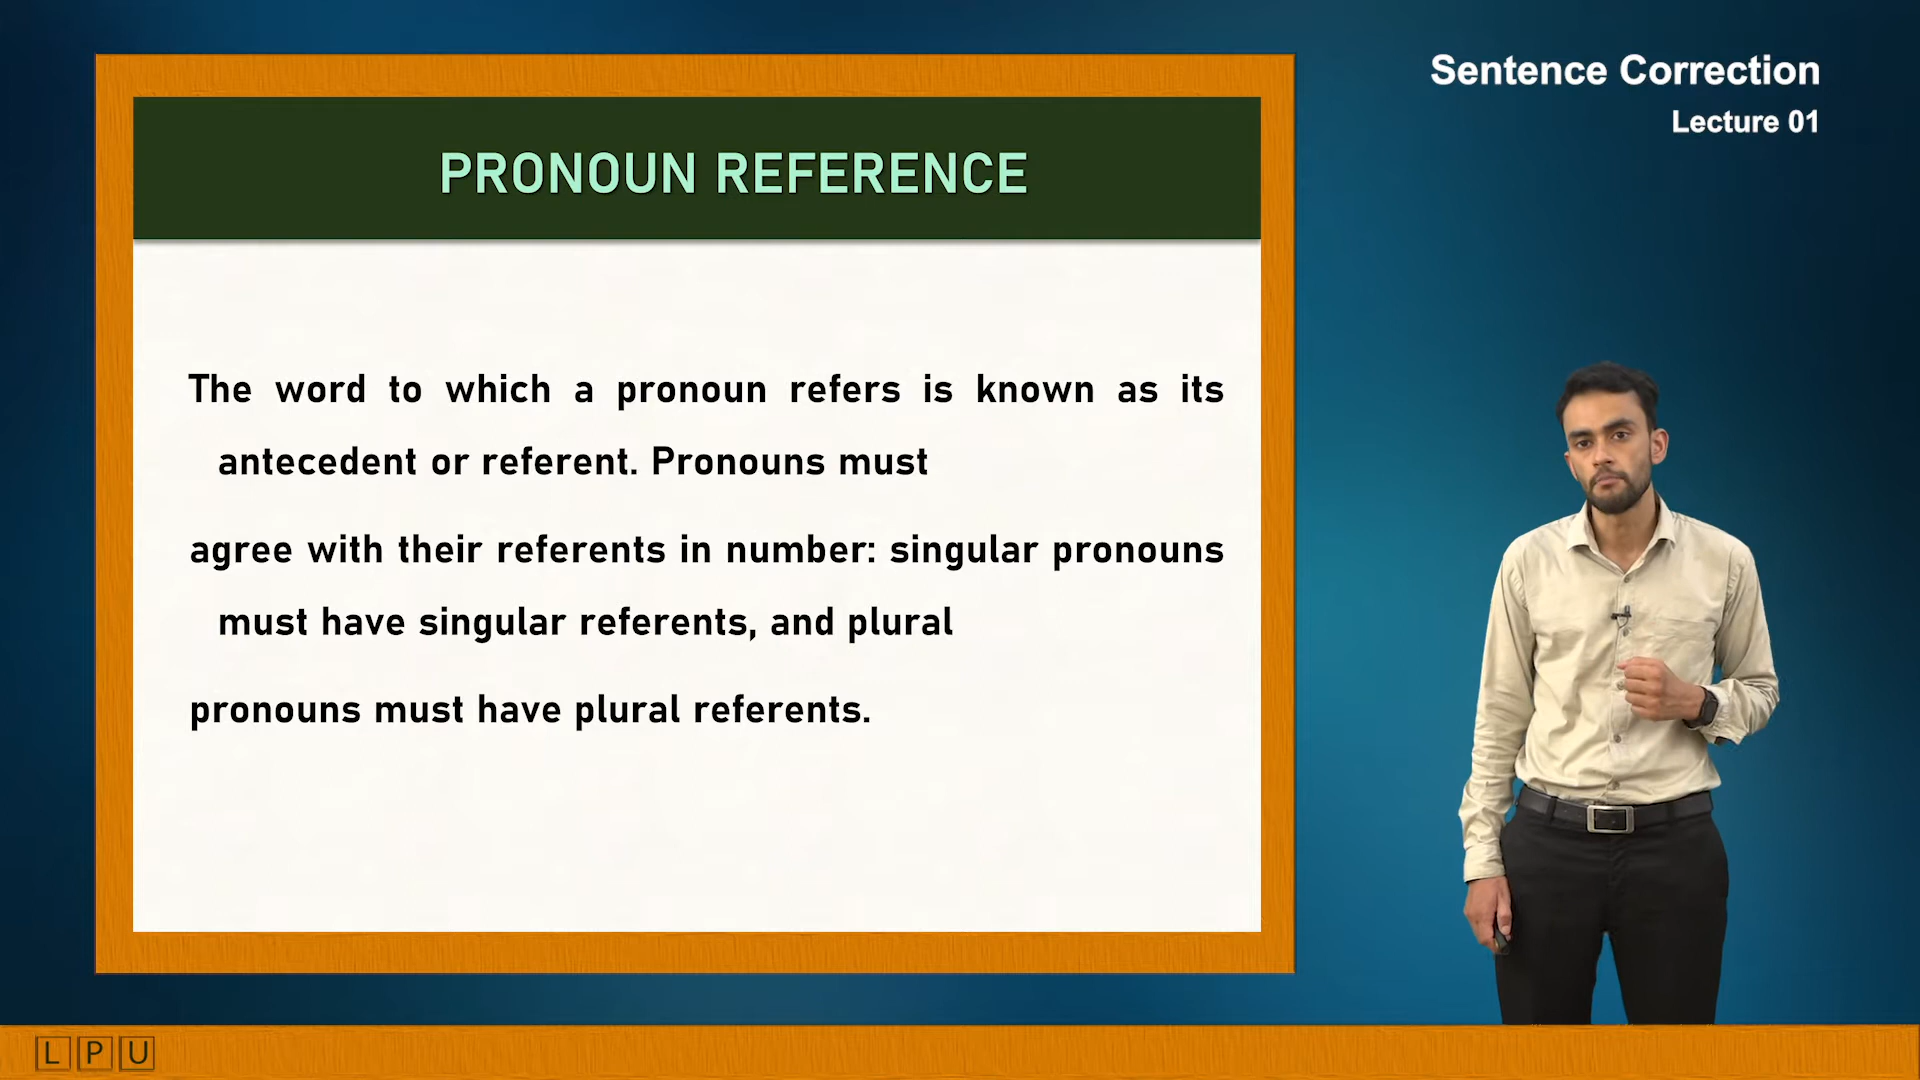 Sentence Correction
Lecture 01
PRONOUN REFERENCE
The word to which a pronoun refers is known as its
antecedent or referent. Pronouns must
agree with their referents in number: singular pronouns
must have singular referents, and plural
pronouns must have plural referents.
L P U